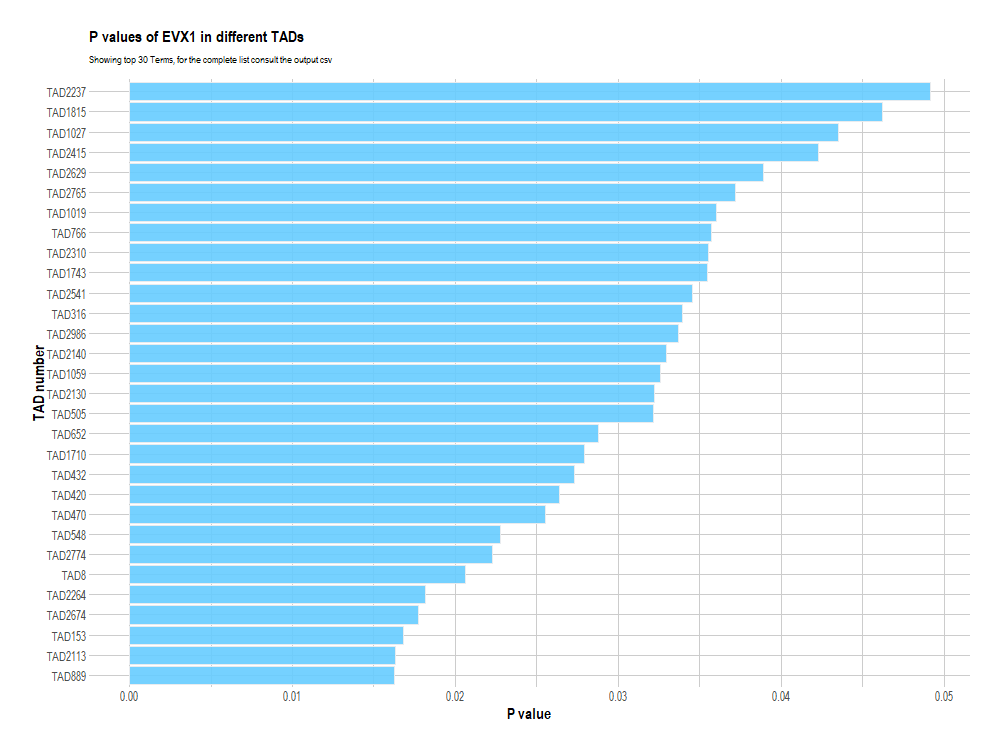 P values of EVX1 in different TADs
Showing top 30 Terms, for the complete list consult the output csv
TAD number
TAD2237
TAD1815
TAD1027
TAD2415
TAD2629
TAD2765
TAD1019
TAD766
TAD2310
TAD1743
TAD2541
TAD316
TAD2986
TAD2140
TAD1059
TAD2130
TAD505
TAD652
TAD1710
TAD432
TAD420
TAD470
TAD548
TAD2774
TAD8
TAD2264
TAD2674
TAD153
TAD2113
TAD889
0.00 0.01 0.02 0.03 0.04 0.05
P value